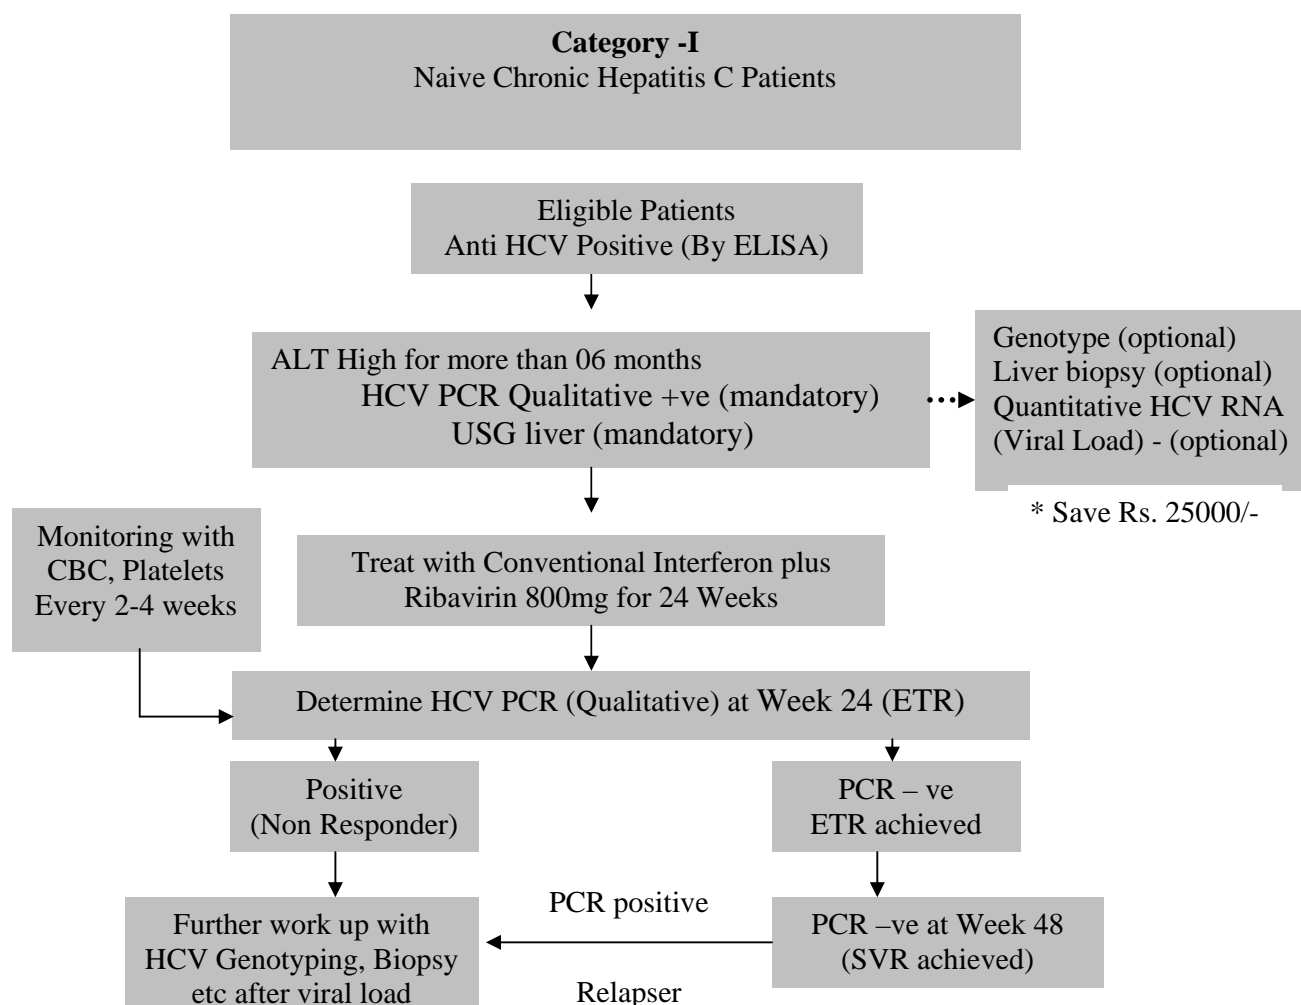 Category -I
Naive Chronic Hepatitis C Patients
Eligible Patients
Anti HCV Positive (By ELISA)
ALT High for more than 06 months
HCV PCR Qualitative +ve (mandatory)
USG liver (mandatory)
Genotype (optional)
Liver biopsy (optional)
Quantitative HCV RNA
(Viral Load) - (optional)
* Save Rs. 25000/-
Monitoring with
CBC, Platelets
Every 2-4 weeks
Treat with Conventional Interferon plus
Ribavirin 800mg for 24 Weeks
Determine HCV PCR (Qualitative) at Week 24 (ETR)
Positive
(Non Responder)
PCR – ve
ETR achieved
Further work up with
HCV Genotyping, Biopsy
etc after viral load
PCR positive
Relapser
PCR –ve at Week 48
(SVR achieved)